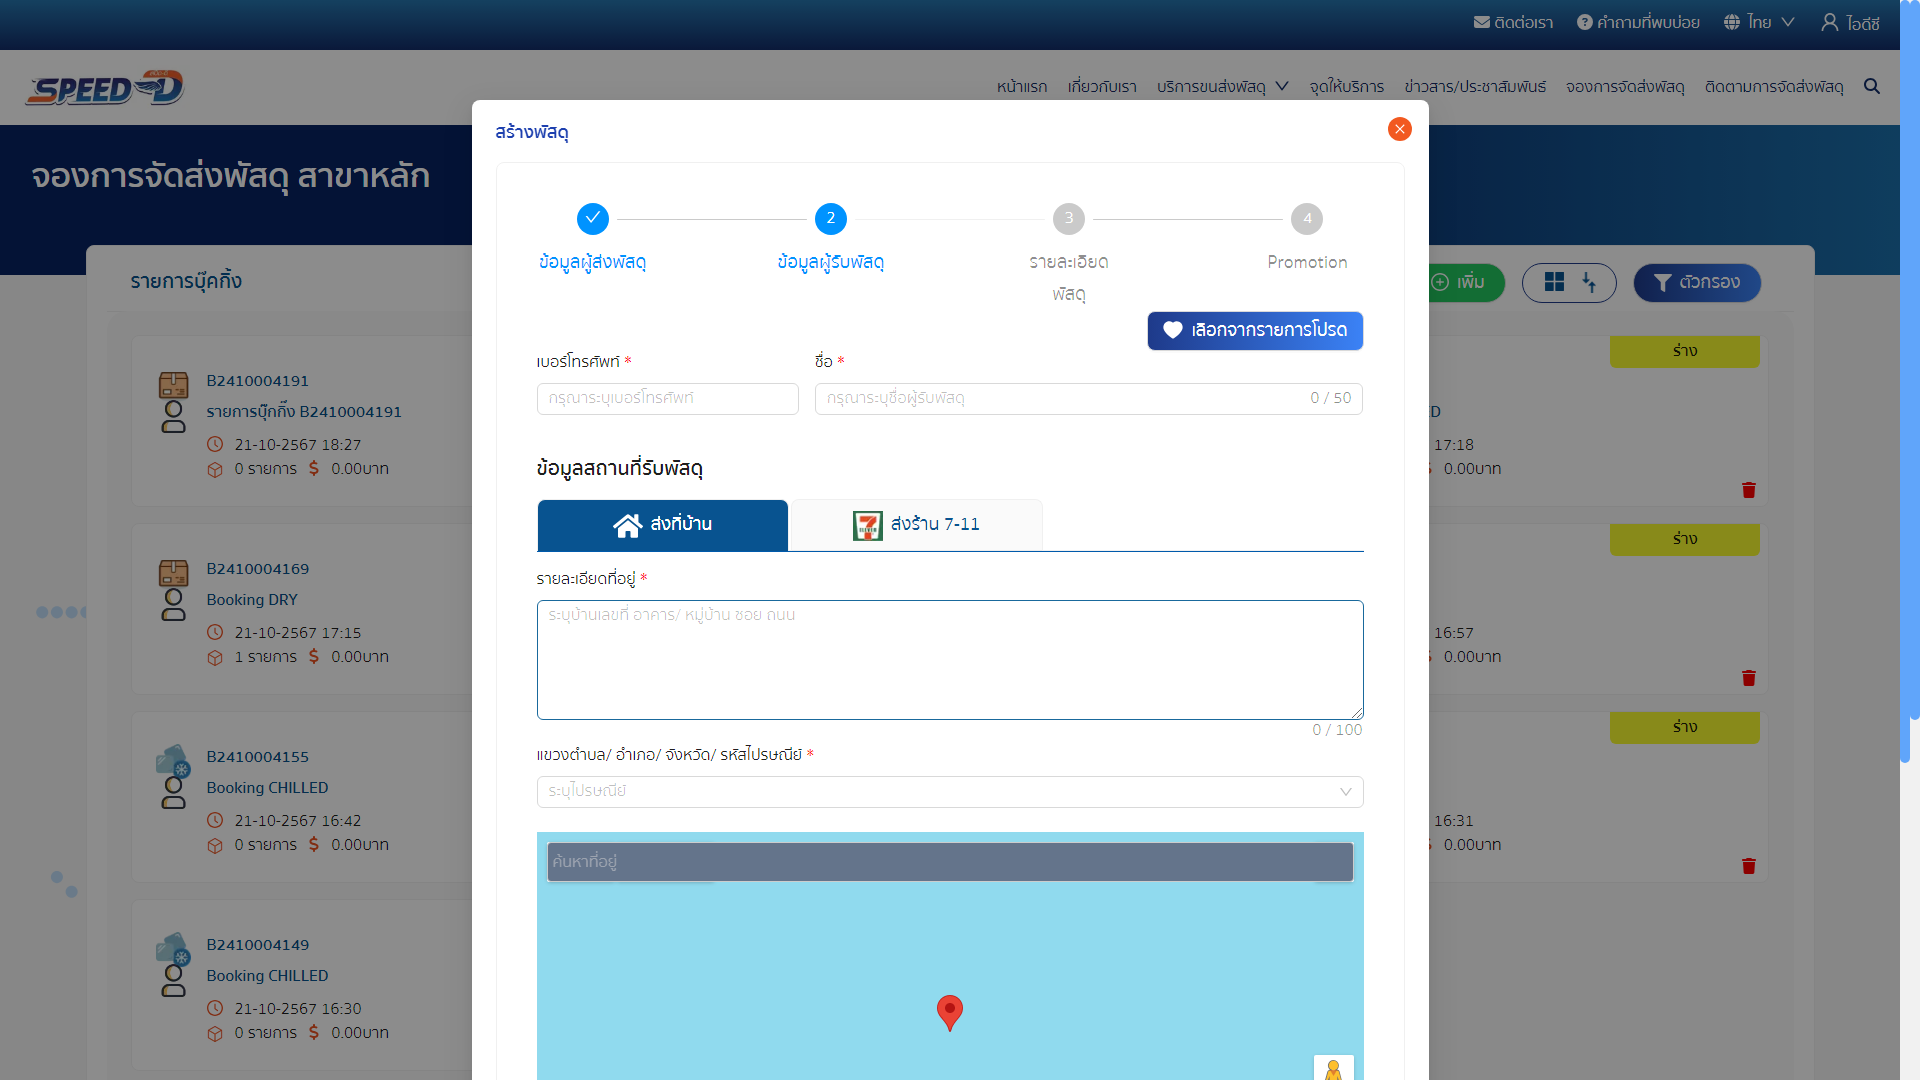 ติดต่อเรา
คำถามที่พบบ่อย
ไทย
ไอดีซี
SPEED-D
หน้าแรก
เกี่ยวกับเรา
บริการขนส่งพัสดุ
จุดให้บริการ
ข่าวสาร/ประชาสัมพันธ์
จองการจัดส่งพัสดุ
ติดตามการจัดส่งพัสดุ
จองการจัดส่งพัสดุ สาขาหลัก
รายการบุ๊คกิ้ง
เพิ่ม
ตัวกรอง
B2410004191
รายการบุ๊กกิ๊ง B2410004191
21-10-2567 18:27
0 รายการ
0.00บาท
B2410004169
Booking DRY
21-10-2567 17:15
1 รายการ
0.00บาท
B2410004155
Booking CHILLED
21-10-2567 16:42
0 รายการ
0.00บาท
B2410004149
Booking CHILLED
21-10-2567 16:30
0 รายการ
0.00บาท
สร้างพัสดุ
2
3
4
ข้อมูลผู้ส่งพัสดุ
ข้อมูลผู้รับพัสดุ
รายละเอียด
พัสดุ
Promotion
เลือกจากรายการโปรด
เบอร์โทรศัพท์ *
ชื่อ *
กรุณาระบุเบอร์โทรศัพท์
กรุณาระบุชื่อผู้รับพัสดุ
0 / 50
ข้อมูลสถานที่รับพัสดุ
ส่งที่บ้าน
7 ELEVEN
ส่งร้าน 7-11
รายละเอียดที่อยู่ *
ระบุบ้านเลขที่ อาคาร/ หมู่บ้าน ซอย ถนน
0 / 100
แขวงตำบล/ อำเภอ/ จังหวัด/ รหัสไปรษณีย์ *
ระบุไปรษณีย์
ค้นหาที่อยู่
ร่าง
D
17:18
0.00บาท
ร่าง
16:57
0.00บาท
ร่าง
16:31
0.00บาท